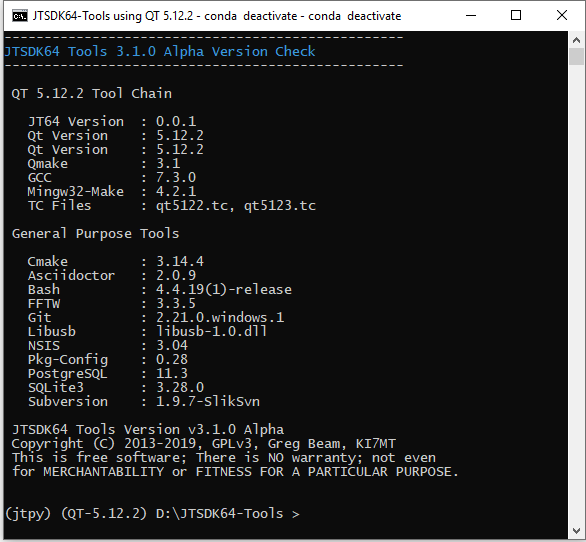 JTSDK64-Tools using QT 5.12.2 - conda  deactivate - conda  deactivate
--------------------------------------------------
JTSDK64 Tools 3.1.0 Alpha Version Check
--------------------------------------------------
QT 5.12.2 Tool Chain
JT64 Version  : 0.0.1
Qt Version    : 5.12.2
Qt Version    : 5.12.2
Qmake         : 3.1
GCC           : 7.3.0
Mingw32-Make  : 4.2.1
TC Files      : qt5122.tc, qt5123.tc
General Purpose Tools
Cmake         : 3.14.4
Asciidoctor   : 2.0.9
Bash          : 4.4.19(1)-release
FFTW          : 3.3.5
Git           : 2.21.0.windows.1
Libusb        : libusb-1.0.dll
NSIS          : 3.04
Pkg-Config    : 0.28
PostgreSQL    : 11.3
SQLite3       : 3.28.0
Subversion    : 1.9.7-SlikSvn
JTSDK64 Tools Version v3.1.0 Alpha
Copyright (C) 2013-2019, GPLv3, Greg Beam, KI7MT
This is free software; There is NO warranty; not even
for MERCHANTABILITY or FITNESS FOR A PARTICULAR PURPOSE.
(jtpy) (QT-5.12.2) D:\JTSDK64-Tools >